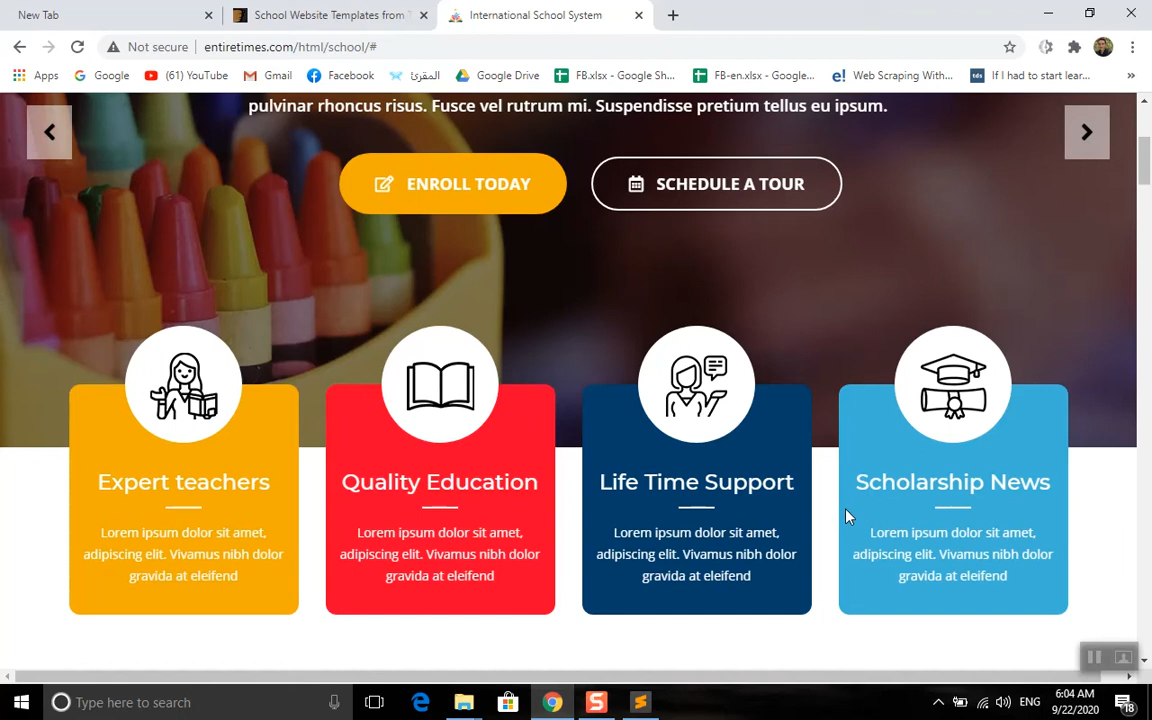 New Tab
School Website Templates from
International School System
Not secure
entiretimes.com/html/school/#
Apps
Google
(61) YouTube
Gmail
Facebook
المقرئ
Google Drive
FB.xlsx - Google Sh...
FB-en.xlsx - Google...
Web Scraping With...
tds
If I had to start lear...
pulvinar rhoncus risus. Fusce vel rutrum mi. Suspendisse pretium tellus eu ipsum.
ENROLL TODAY
SCHEDULE A TOUR
Expert teachers
Lorem ipsum dolor sit amet,
adipiscing elit. Vivamus nibh dolor
gravida at eleifend
Quality Education
Lorem ipsum dolor sit amet,
adipiscing elit. Vivamus nibh dolor
gravida at eleifend
Life Time Support
Lorem ipsum dolor sit amet,
adipiscing elit. Vivamus nibh dolor
gravida at eleifend
Scholarship News
Lorem ipsum dolor sit amet,
adipiscing elit. Vivamus nibh dolor
gravida at eleifend
Type here to search
ENG
6:04 AM
9/22/2020
18